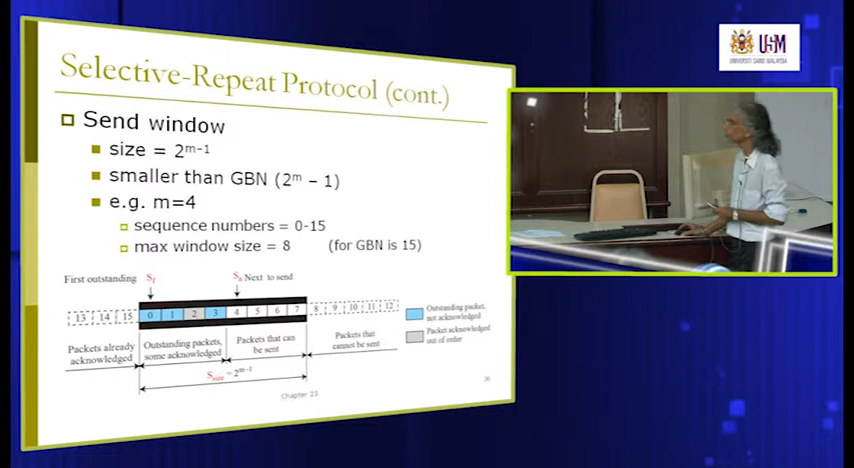 USM
UNIVERSITI SAINS MALAYSIA
Selective-Repeat Protocol (cont.)
Send window
size = 2^m−1
smaller than GBN (2^m − 1)
e.g. m=4
sequence numbers = 0-15
max window size = 8 (for GBN is 15)
First outstanding Sf Sn Next to send
13 14 15 0 1 2 3 4 5 6 7 8 9 10 11 12
Outstanding packet,
not acknowledged
Packet acknowledged
out of order
Packets already
acknowledged
Outstanding packets,
some acknowledged
Packets that can
be sent
Packets that
cannot be sent
Ssize = 2^m−1
Chapter 23
36